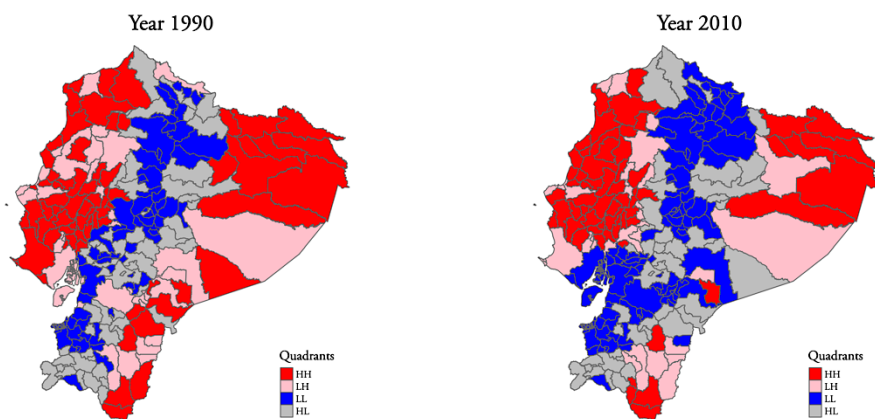 Year 1990
Year 2010
Quadrants
HH
LH
LL
HL
Quadrants
HH
LH
LL
HL